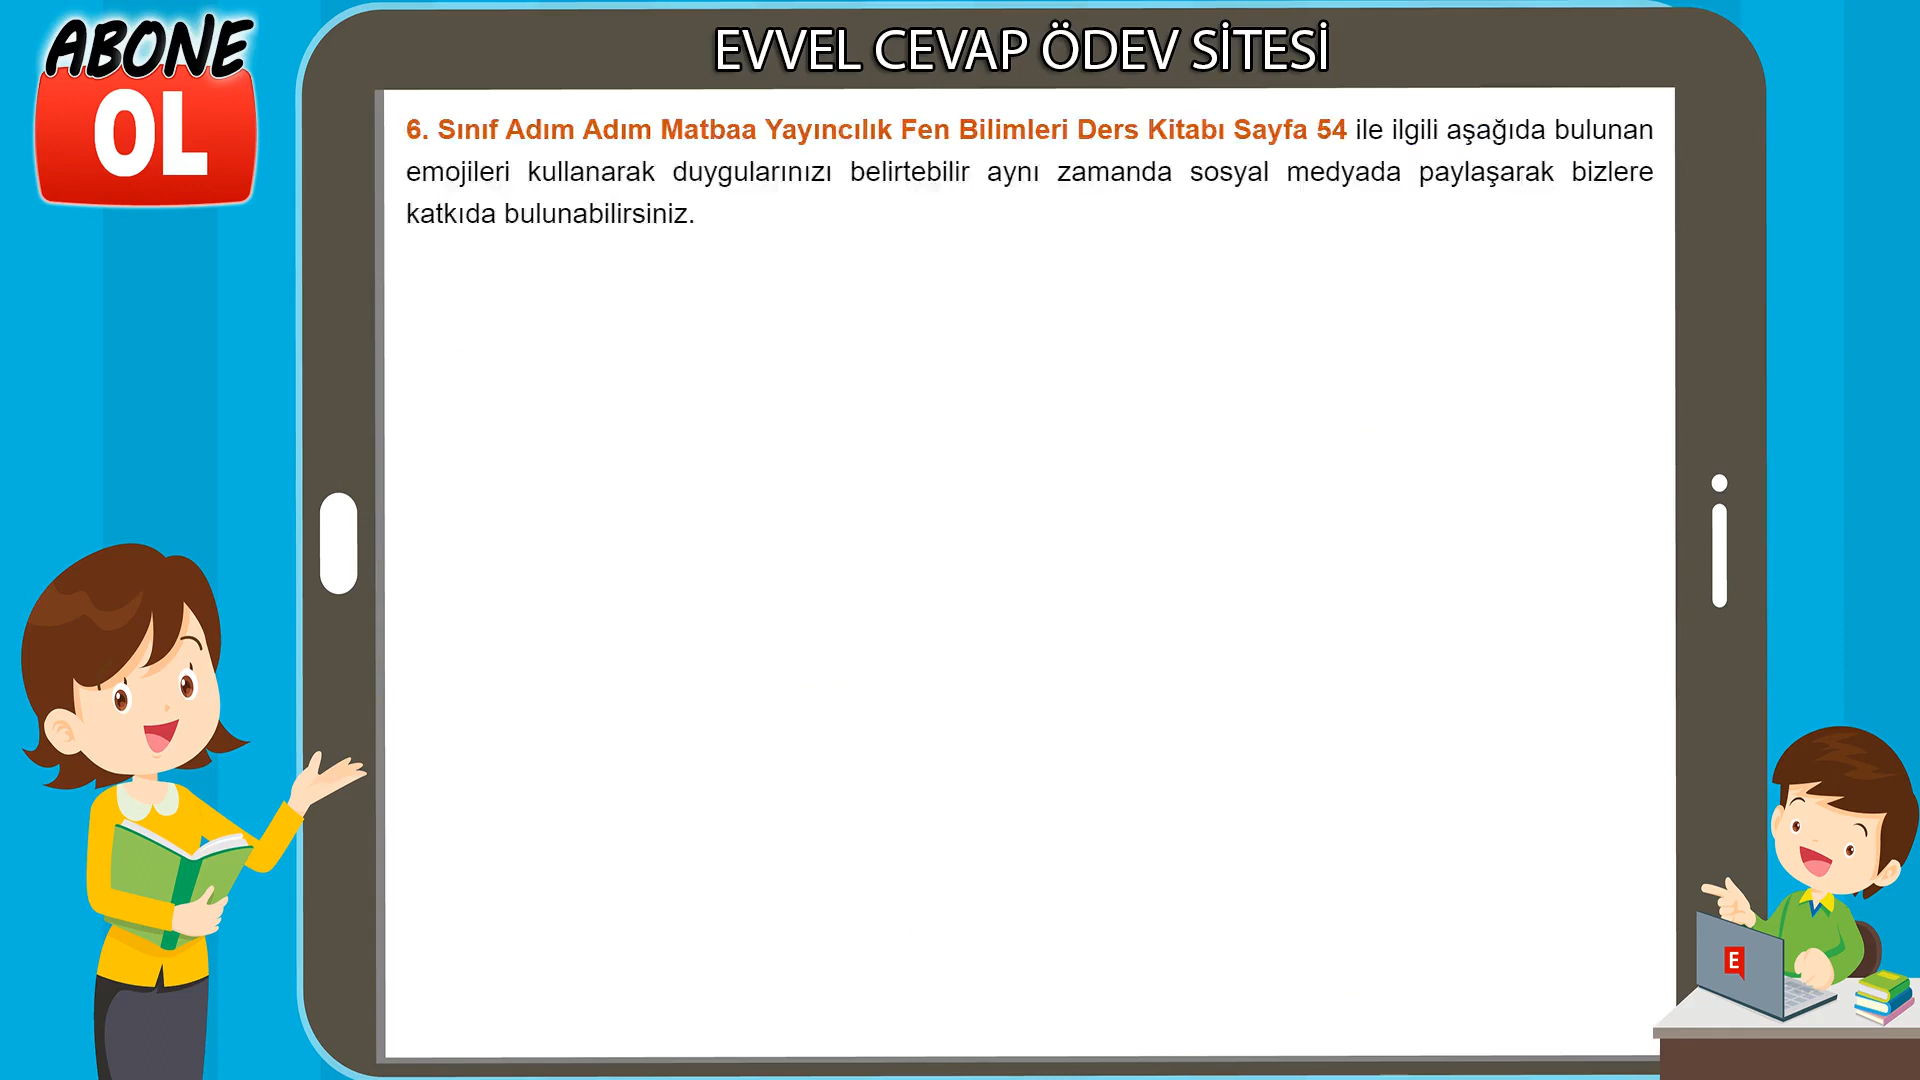 ABONE
OL
EVVEL CEVAP ÖDEV SİTESİ
6. Sınıf Adım Adım Matbaa Yayıncılık Fen Bilimleri Ders Kitabı Sayfa 54 ile ilgili aşağıda bulunan
emojileri kullanarak duygularınızı belirtebilir aynı zamanda sosyal medyada paylaşarak bizlere
katkıda bulunabilirsiniz.
E